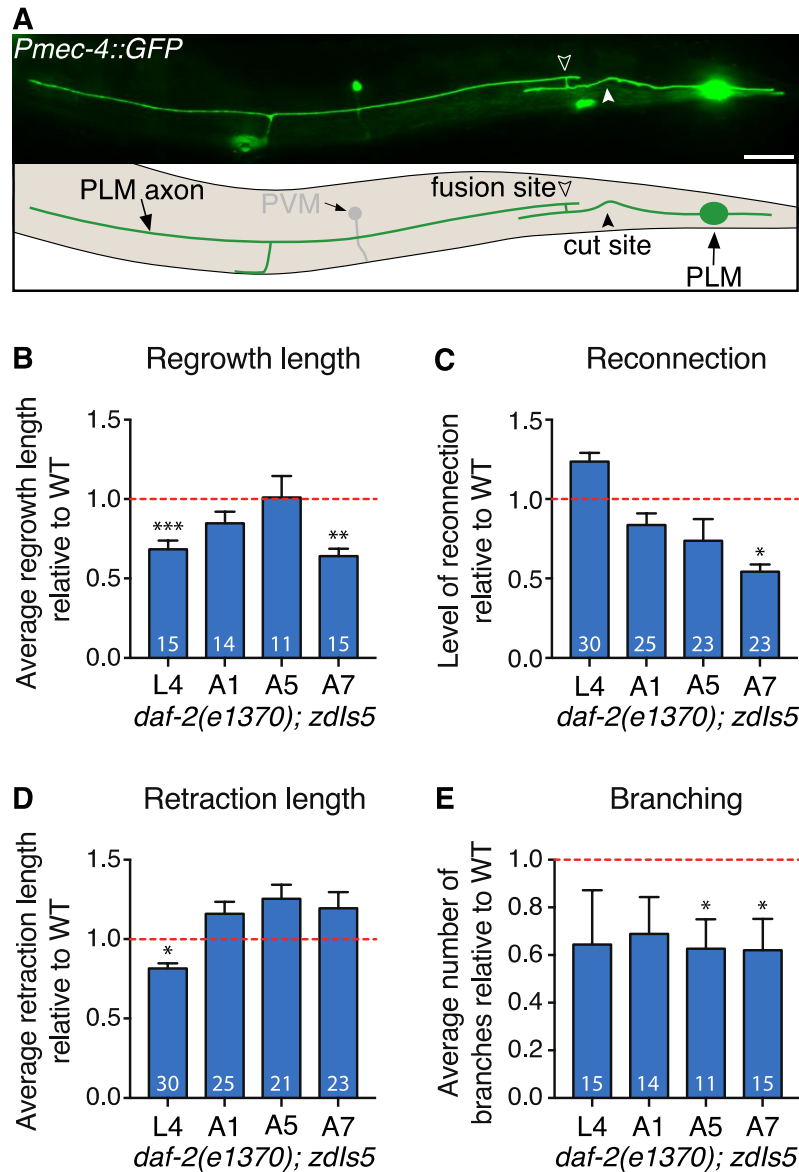 A
Pmec-4::GFP
PLM axon
PVM
fusion site
cut site
PLM
B Regrowth length
Average regrowth length
relative to WT
1.5
1.0
0.5
0.0
*** **
15 14 11 15
L4 A1 A5 A7
daf-2(e1370); zdIs5
C Reconnection
Level of reconnection
relative to WT
1.5
1.0
0.5
0.0
*
30 25 23 23
L4 A1 A5 A7
daf-2(e1370); zdIs5
D Retraction length
Average retraction length
relative to WT
1.5
1.0
0.5
0.0
*
30 25 21 23
L4 A1 A5 A7
daf-2(e1370); zdIs5
E Branching
Average number of
branches relative to WT
1.0
0.8
0.6
0.4
0.2
0.0
* *
15 14 11 15
L4 A1 A5 A7
daf-2(e1370); zdIs5